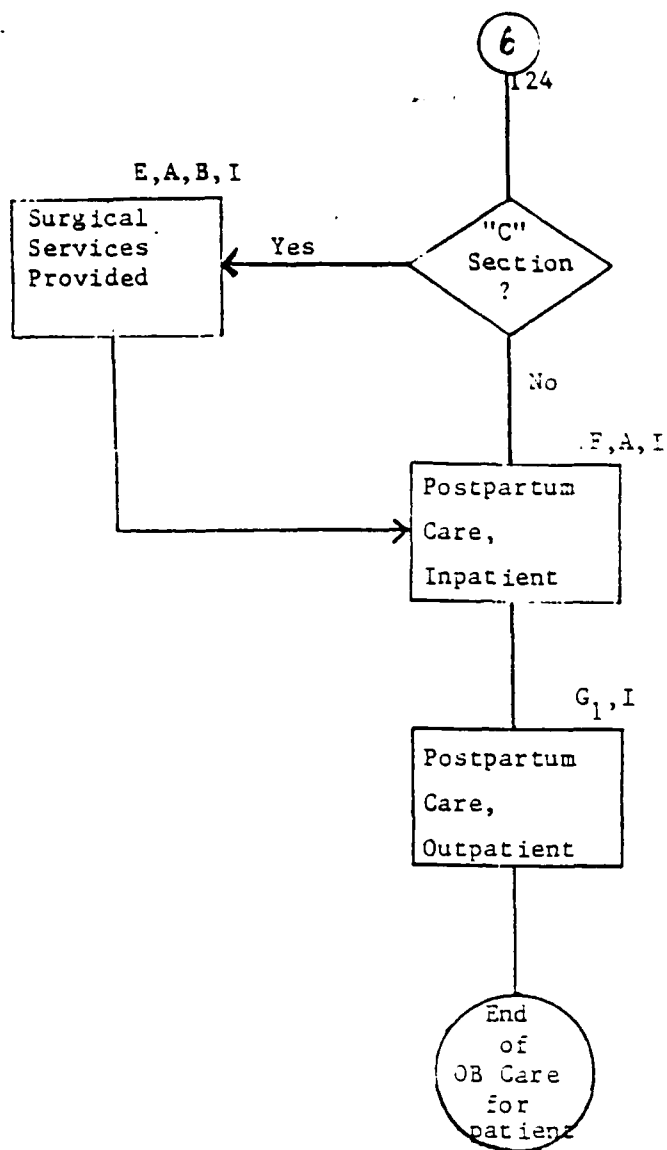 6
124
E,A,B,I
Surgical
Services
Provided
Yes
"C"
Section
?
No
F,A,I
Postpartum
Care,
Inpatient
G1,I
Postpartum
Care,
Outpatient
End
of
OB Care
for
patient